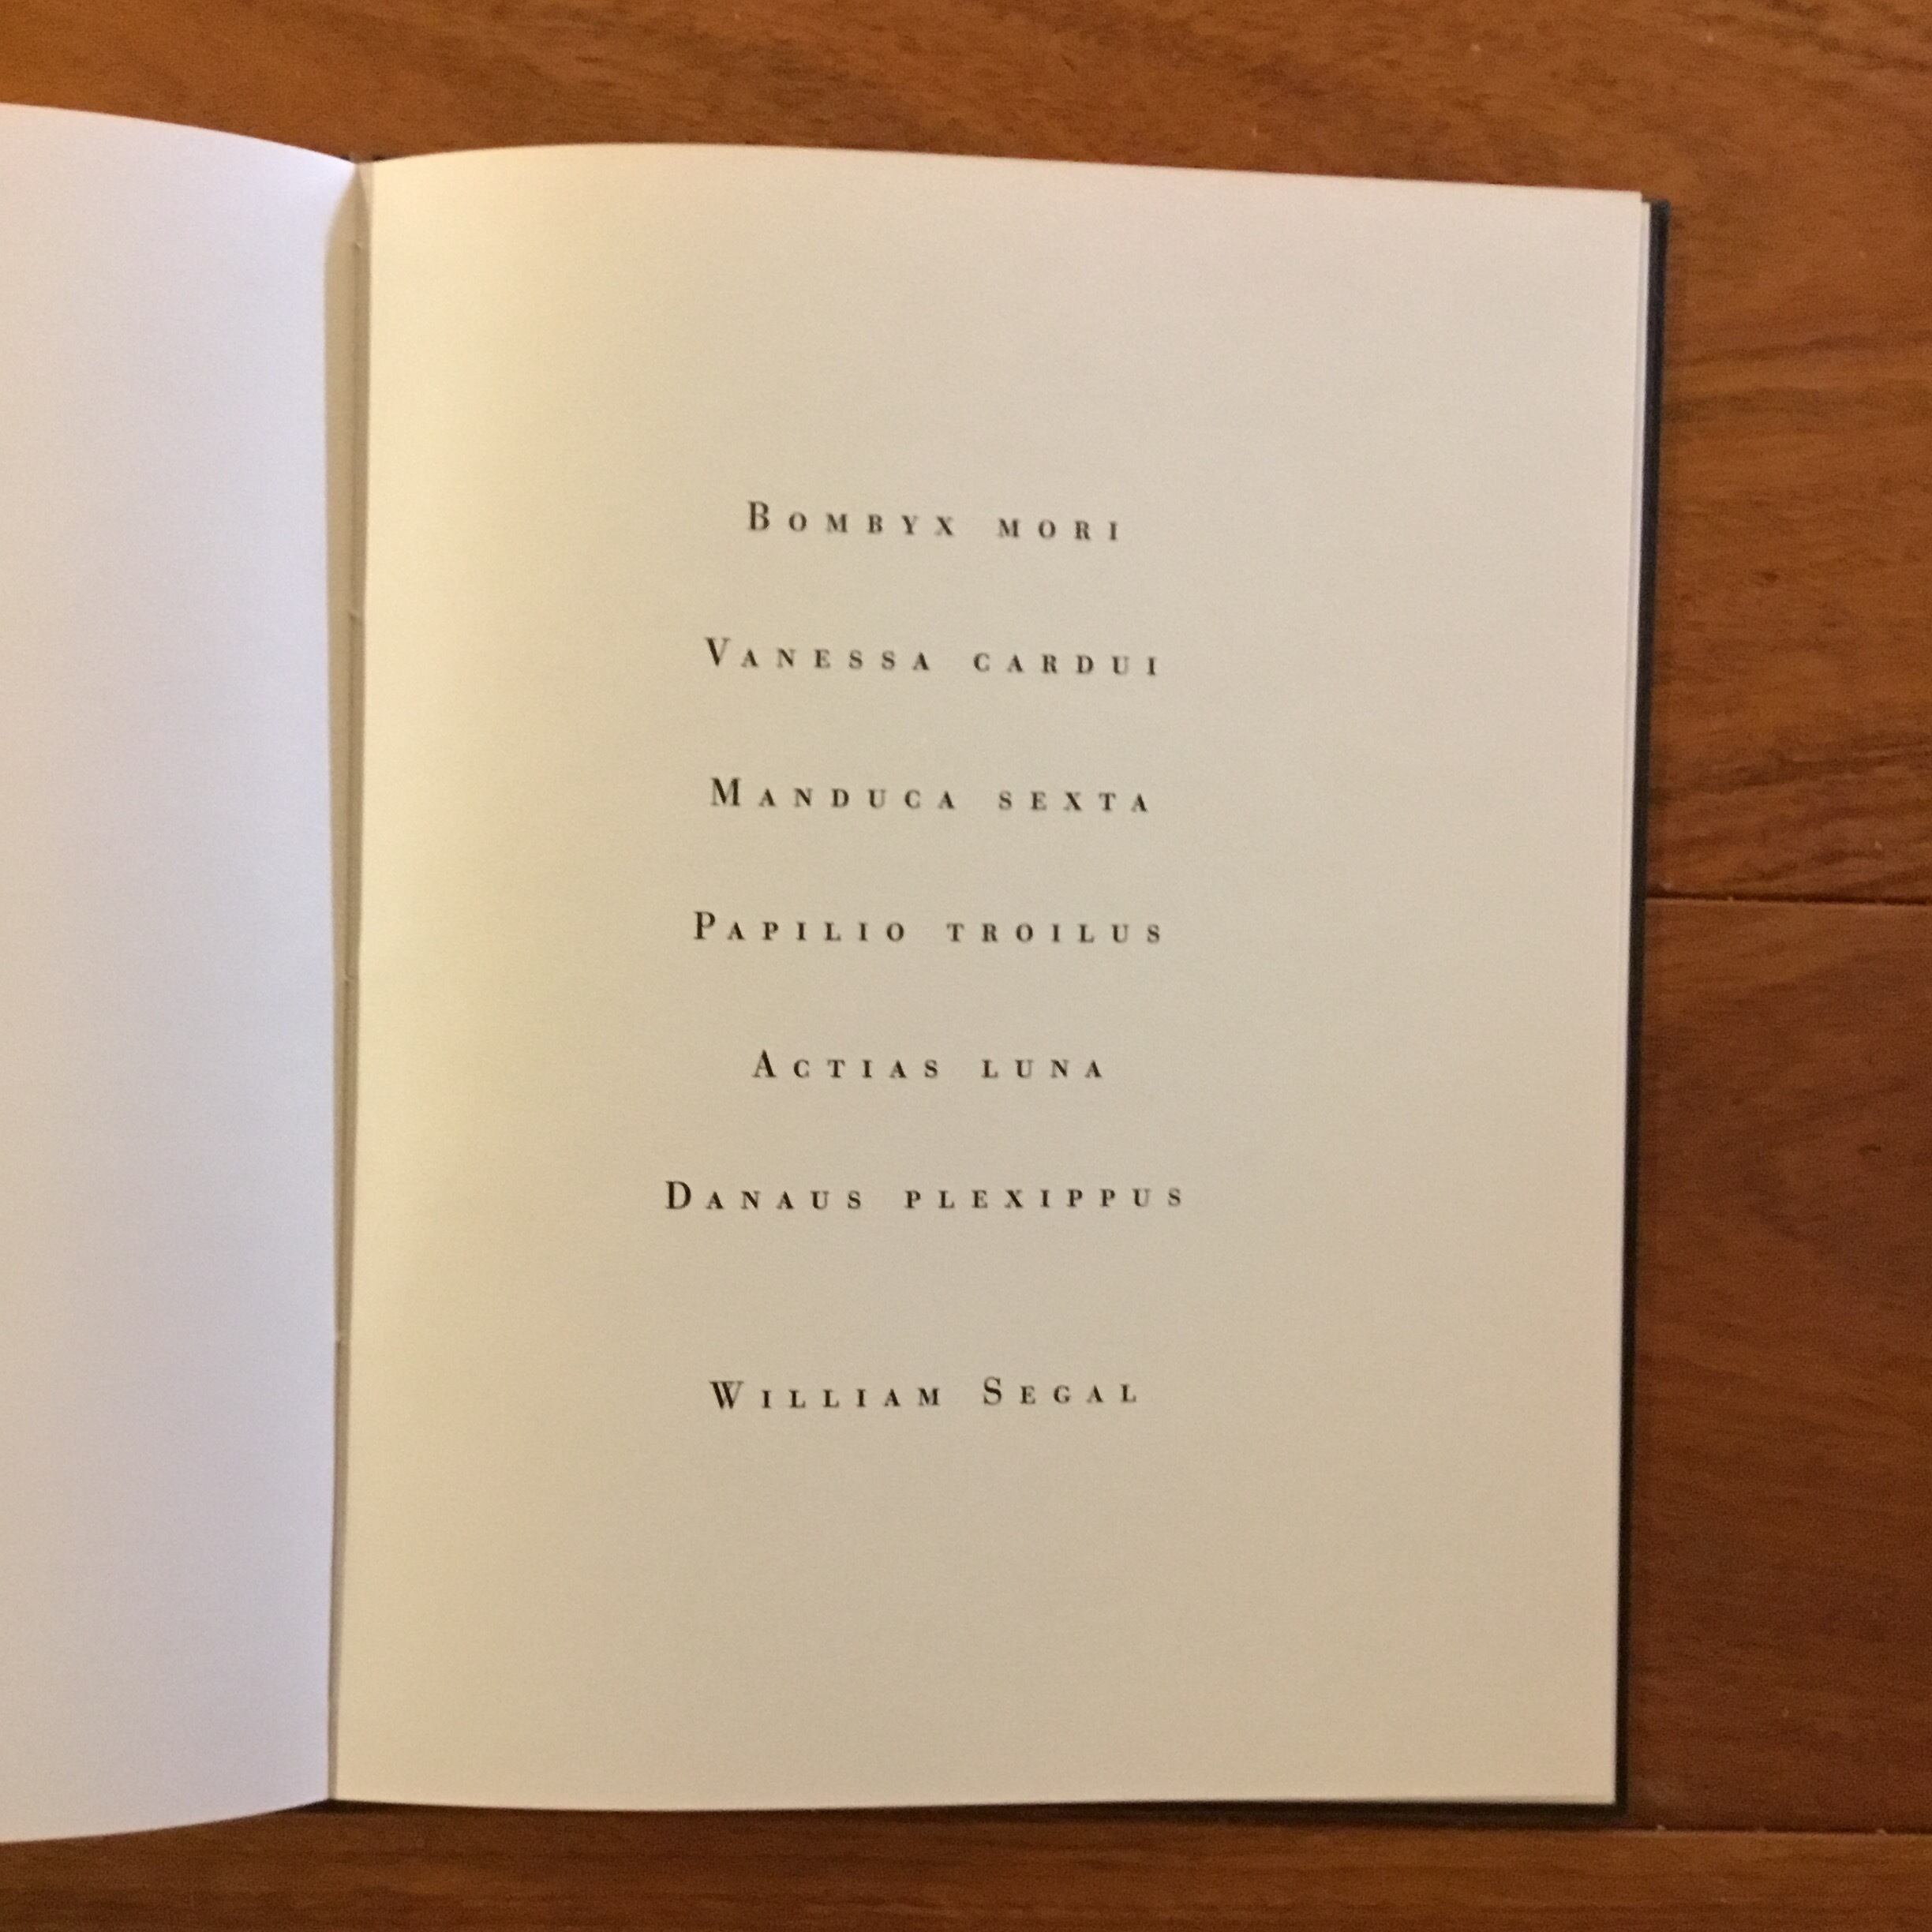 Bombyx mori
Vanessa cardui
Manduca sexta
Papilio troilus
Actias luna
Danaus plexippus
William Segal